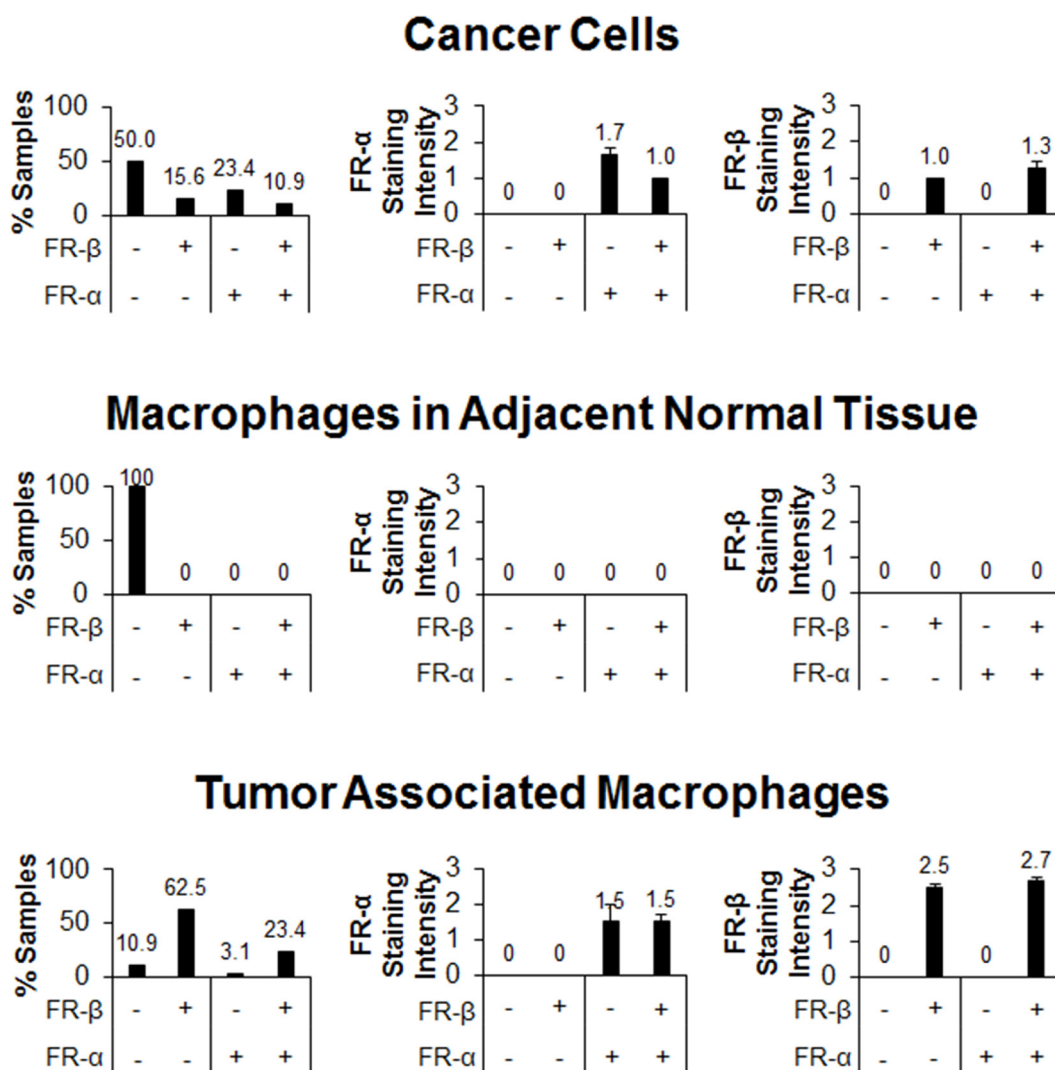 Cancer Cells
% Samples
100
50
0
50.0 15.6 23.4 10.9
FR-β - + - +
FR-α - - + +
FR-α
Staining
Intensity
3
2
1
0
0 0 1.7 1.0
FR-β - + - +
FR-α - - + +
FR-β
Staining
Intensity
3
2
1
0
0 1.0 0 1.3
FR-β - + - +
FR-α - - + +
Macrophages in Adjacent Normal Tissue
% Samples
100
50
0
100 0 0 0
FR-β - + - +
FR-α - - + +
FR-α
Staining
Intensity
3
2
1
0
0 0 0 0
FR-β - + - +
FR-α - - + +
FR-β
Staining
Intensity
3
2
1
0
0 0 0 0
FR-β - + - +
FR-α - - + +
Tumor Associated Macrophages
% Samples
100
50
0
10.9 62.5 3.1 23.4
FR-β - + - +
FR-α - - + +
FR-α
Staining
Intensity
3
2
1
0
0 0 1.5 1.5
FR-β - + - +
FR-α - - + +
FR-β
Staining
Intensity
3
2
1
0
0 2.5 0 2.7
FR-β - + - +
FR-α - - + +